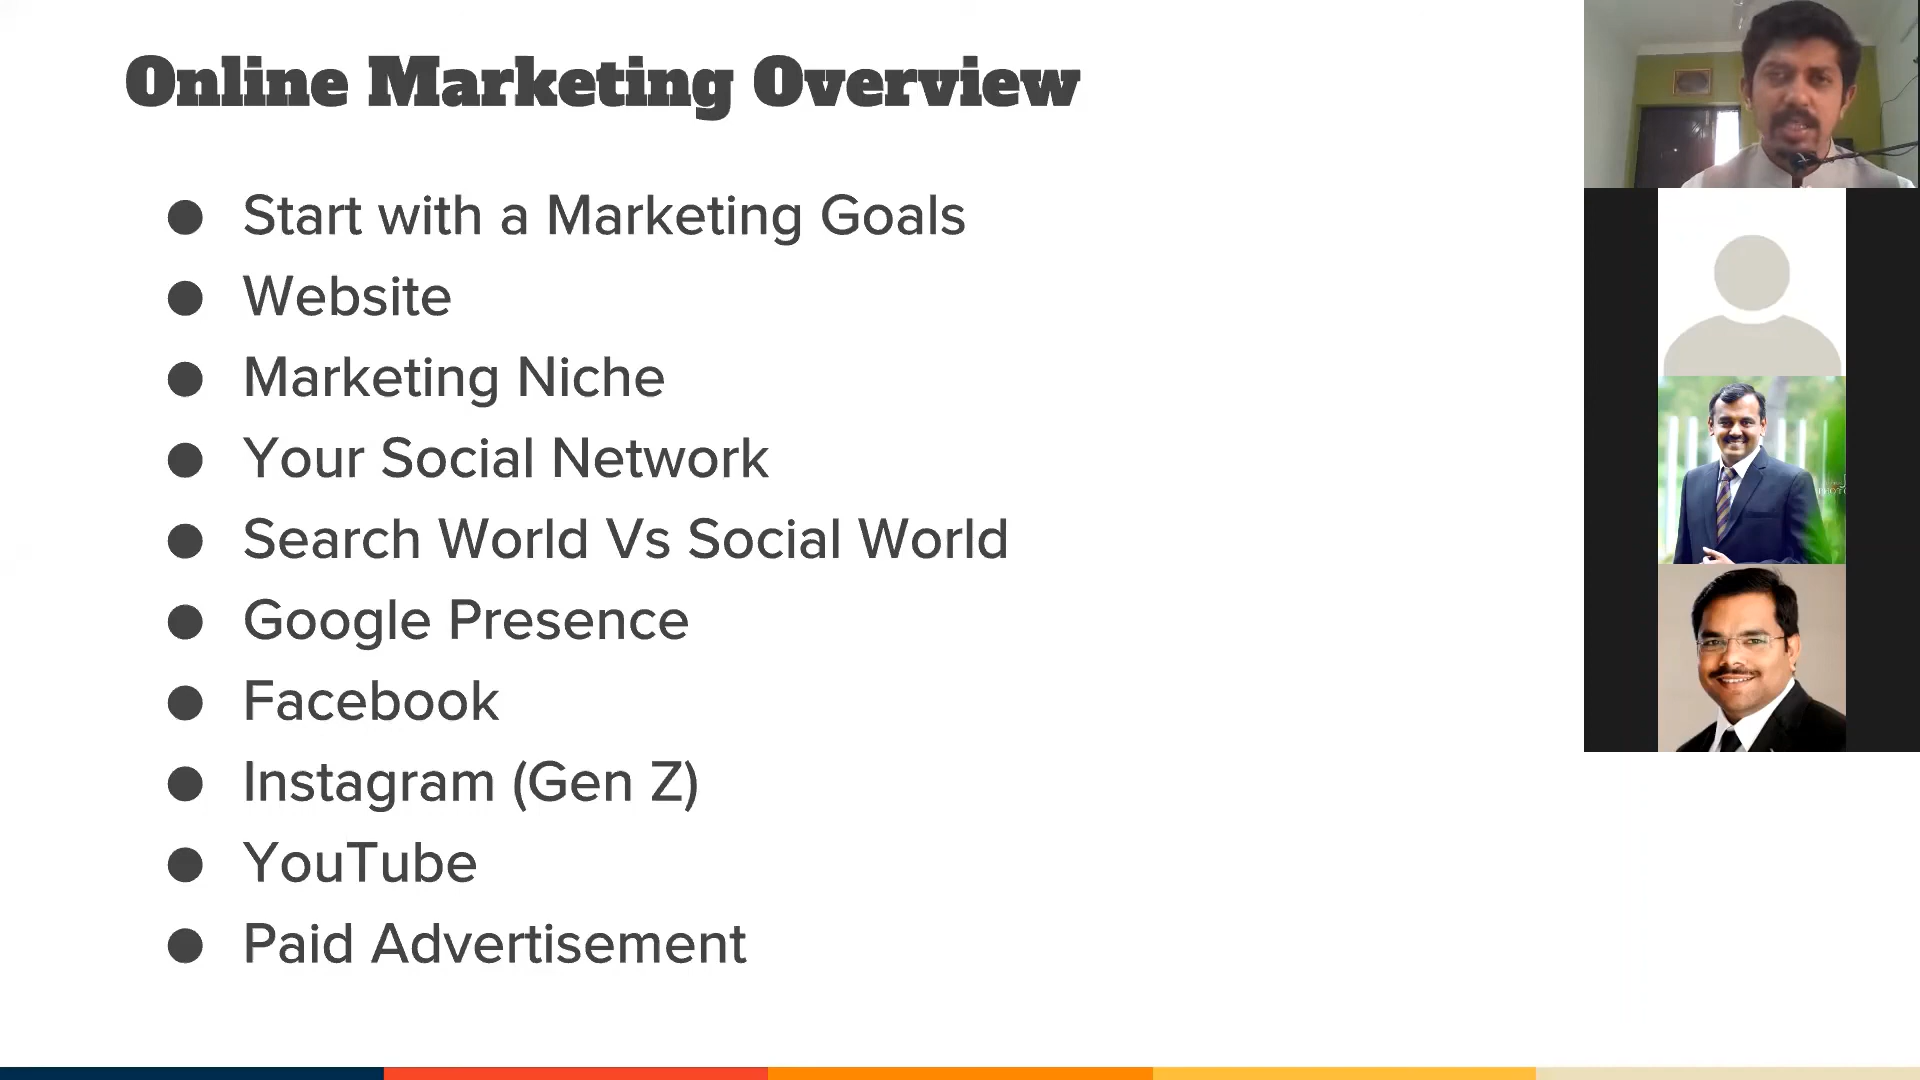 Online Marketing Overview
● Start with a Marketing Goals
● Website
● Marketing Niche
● Your Social Network
● Search World Vs Social World
● Google Presence
● Facebook
● Instagram (Gen Z)
● YouTube
● Paid Advertisement